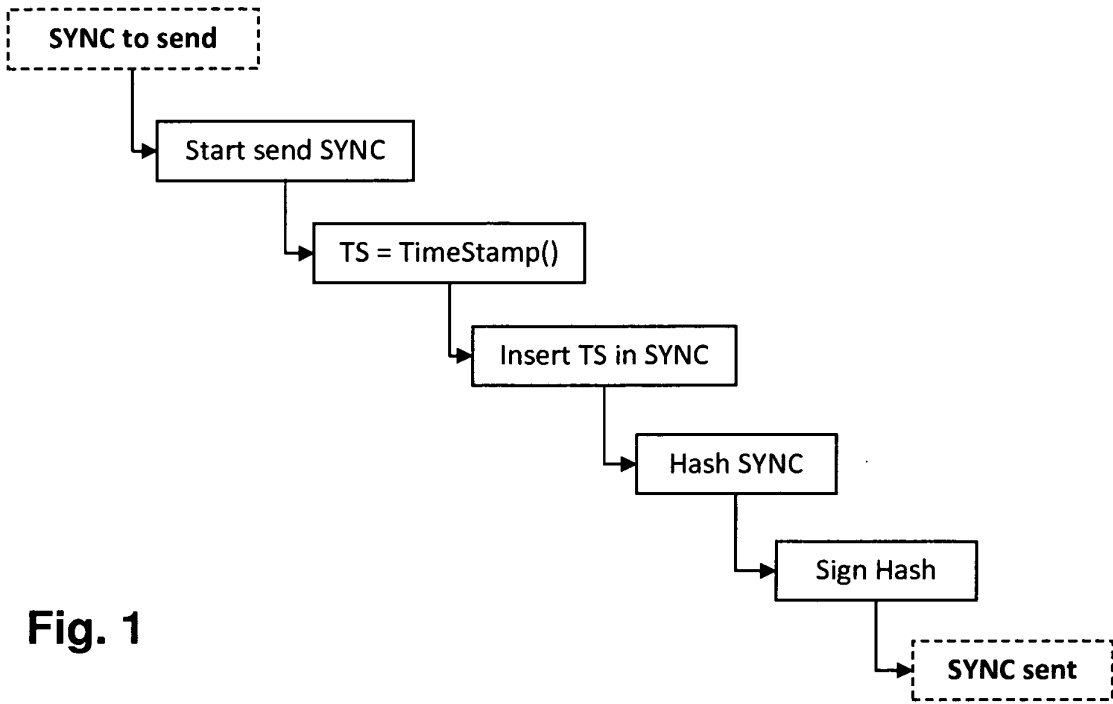 SYNC to send
Start send SYNC
TS = TimeStamp()
Insert TS in SYNC
Hash SYNC
Sign Hash
SYNC sent
Fig. 1